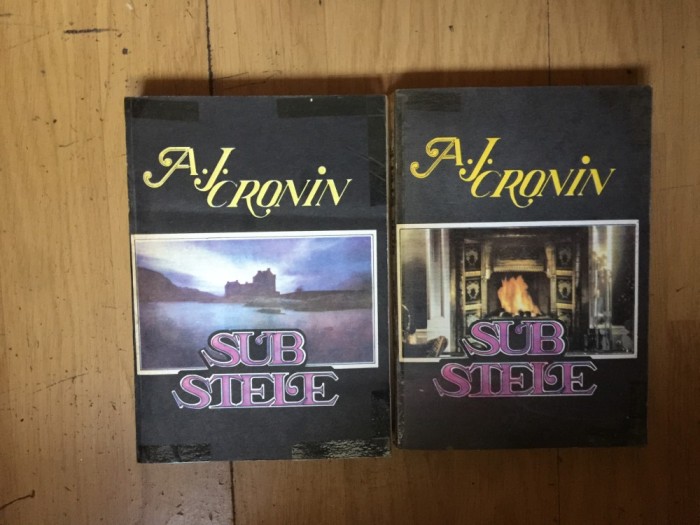 A.J.
CRONIN
SUB
STELE
A.J.
CRONIN
SUB
STELE